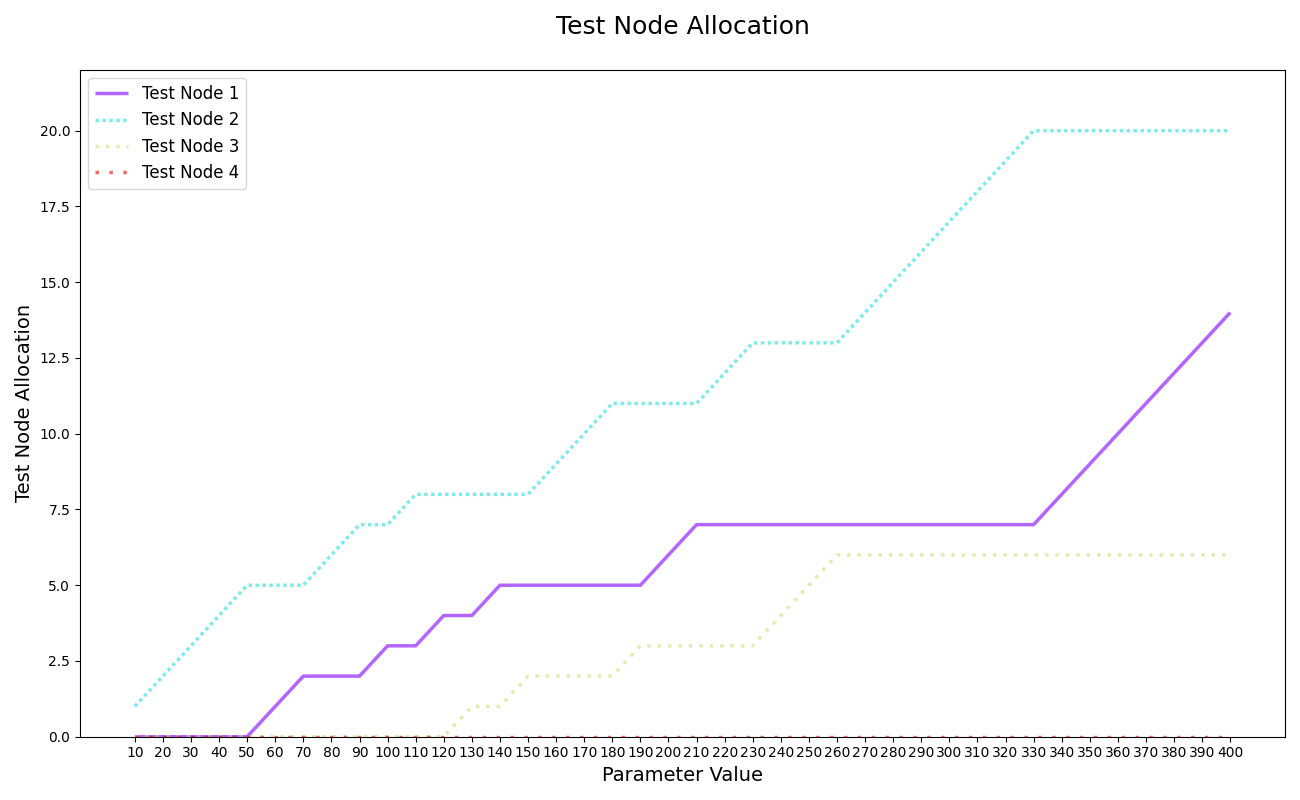 Test Node Allocation
Test Node 1
Test Node 2
Test Node 3
Test Node 4
Test Node Allocation
20.0
17.5
15.0
12.5
10.0
7.5
5.0
2.5
0.0
10 20 30 40 50 60 70 80 90 100 110 120 130 140 150 160 170 180 190 200 210 220 230 240 250 260 270 280 290 300 310 320 330 340 350 360 370 380 390 400
Parameter Value